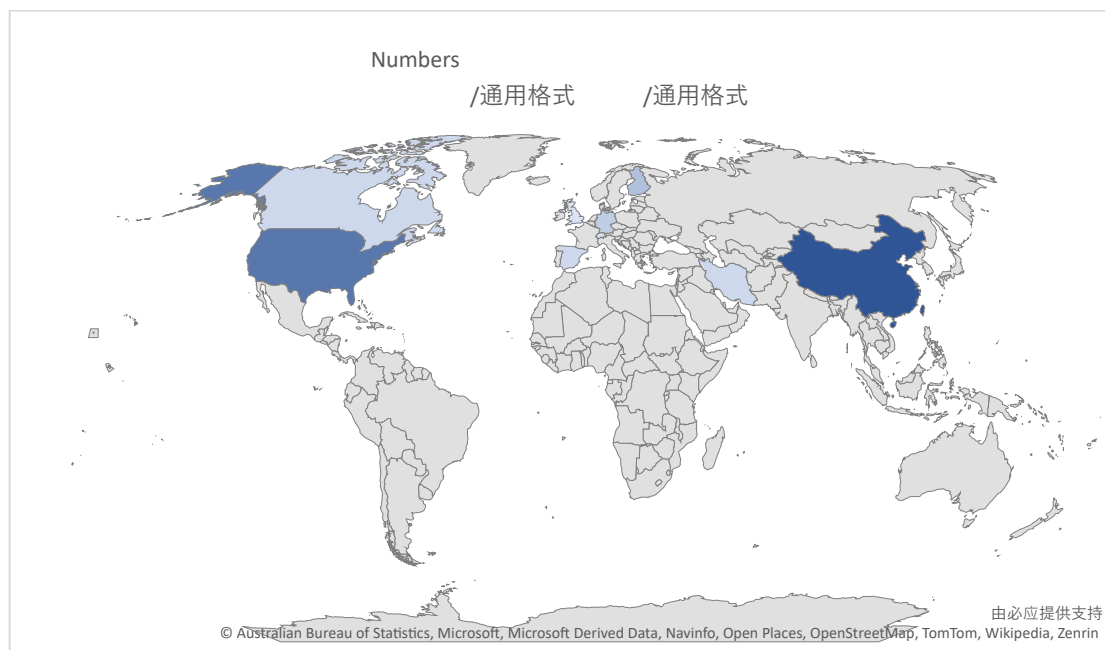 Numbers
/通用格式 /通用格式
由必应提供支持
© Australian Bureau of Statistics, Microsoft, Microsoft Derived Data, Navinfo, Open Places, OpenStreetMap, TomTom, Wikipedia, Zenrin